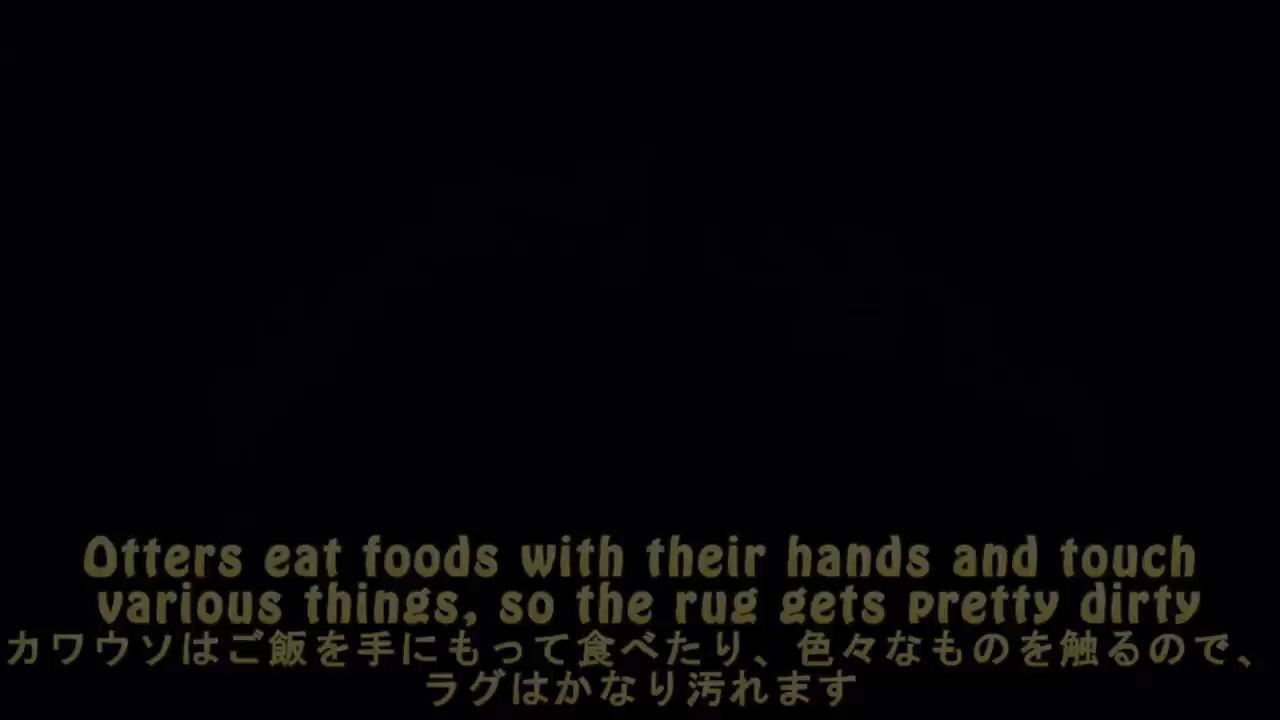 Otters eat foods with their hands and touch
various things, so the rug gets pretty dirty
カワウソはご飯を手にもって食べたり、色々なものを触るので、
ラグはかなり汚れます